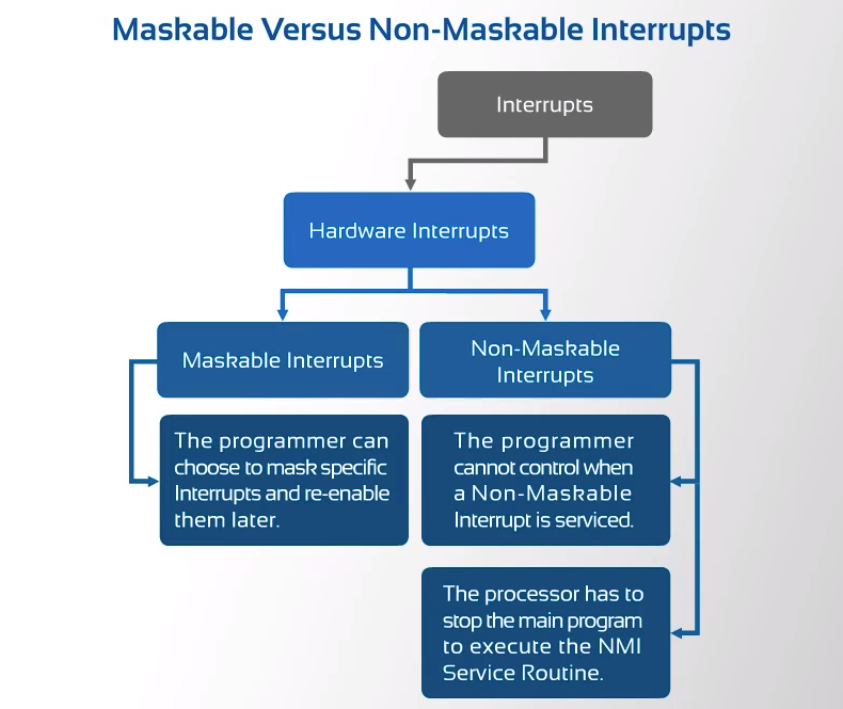 Maskable Versus Non-Maskable Interrupts
Interrupts
Hardware Interrupts
Maskable Interrupts
Non-Maskable
Interrupts
The programmer can
choose to mask specific
Interrupts and re-enable
them later.
The programmer
cannot control when
a Non-Maskable
Interrupt is serviced.
The processor has to
stop the main program
to execute the NMI
Service Routine.